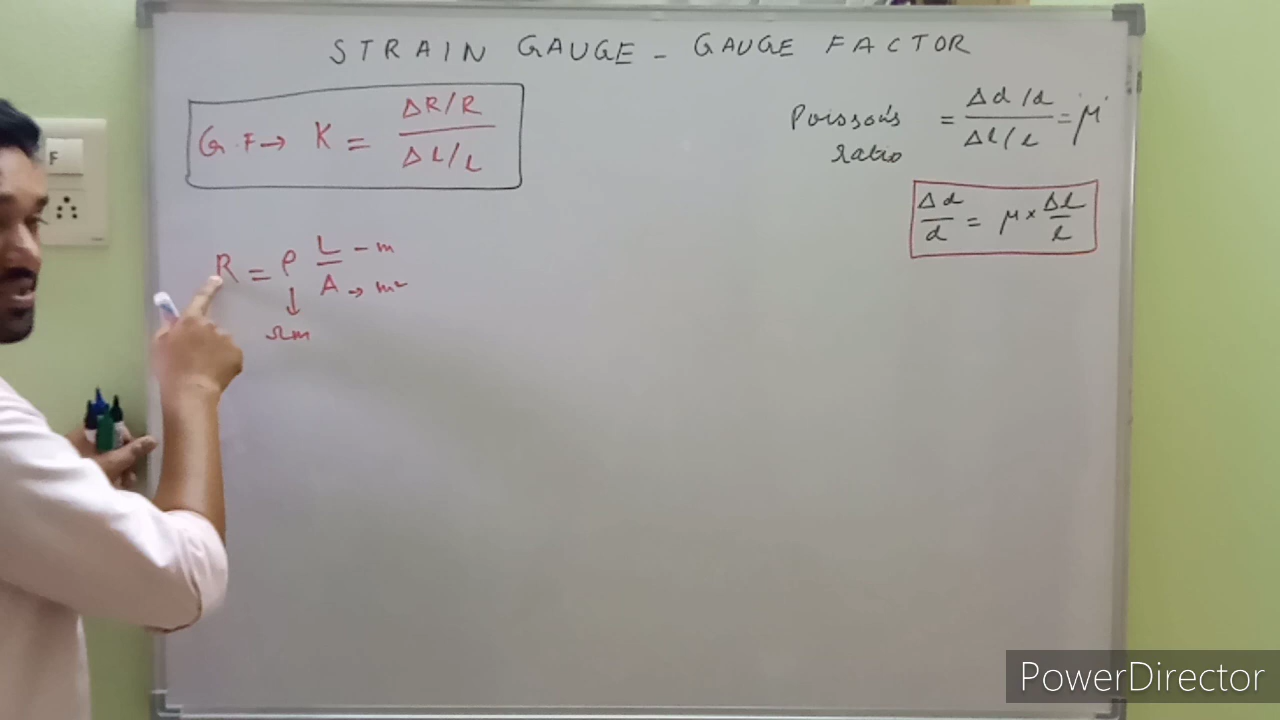 STRAIN GAUGE - GAUGE FACTOR
G.F → K = ΔR/R / ΔL/L
Poisson's ratio = Δd/d / Δl/l = μ
Δd/d = μ × Δl/l
R = ρ L/A
L - m
A → m²
ρ ↓ Ωm
F
PowerDirector